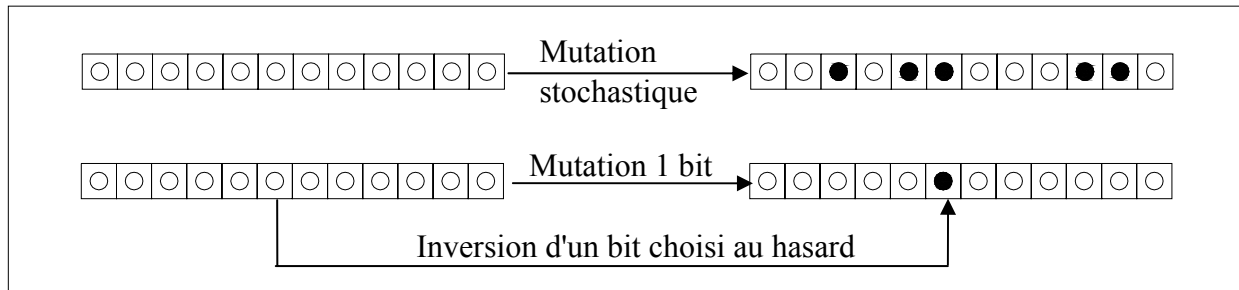 Mutation
stochastique
Mutation 1 bit
Inversion d'un bit choisi au hasard